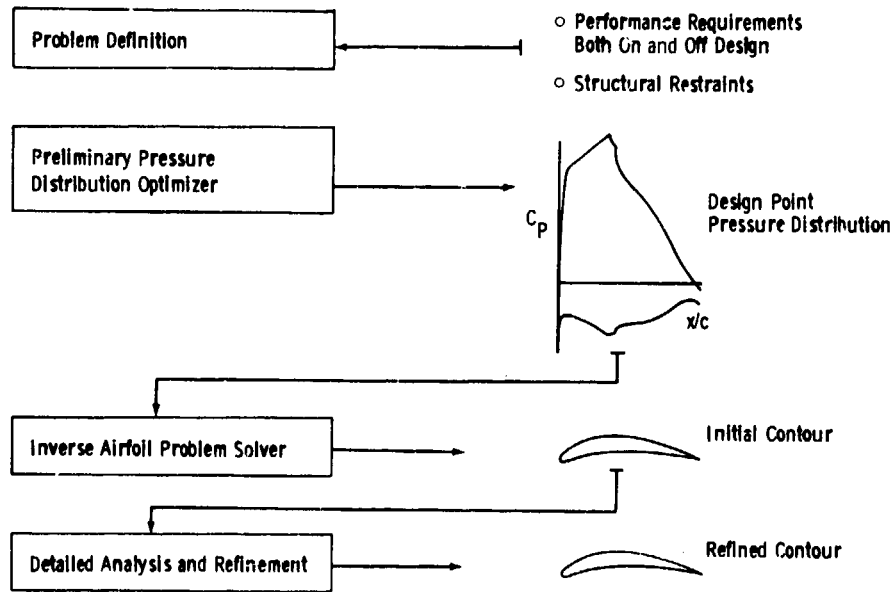 Problem Definition
○ Performance Requirements
Both On and Off Design
○ Structural Restraints
Preliminary Pressure
Distribution Optimizer
Cp
x/c
Design Point
Pressure Distribution
Inverse Airfoil Problem Solver
Initial Contour
Detailed Analysis and Refinement
Refined Contour